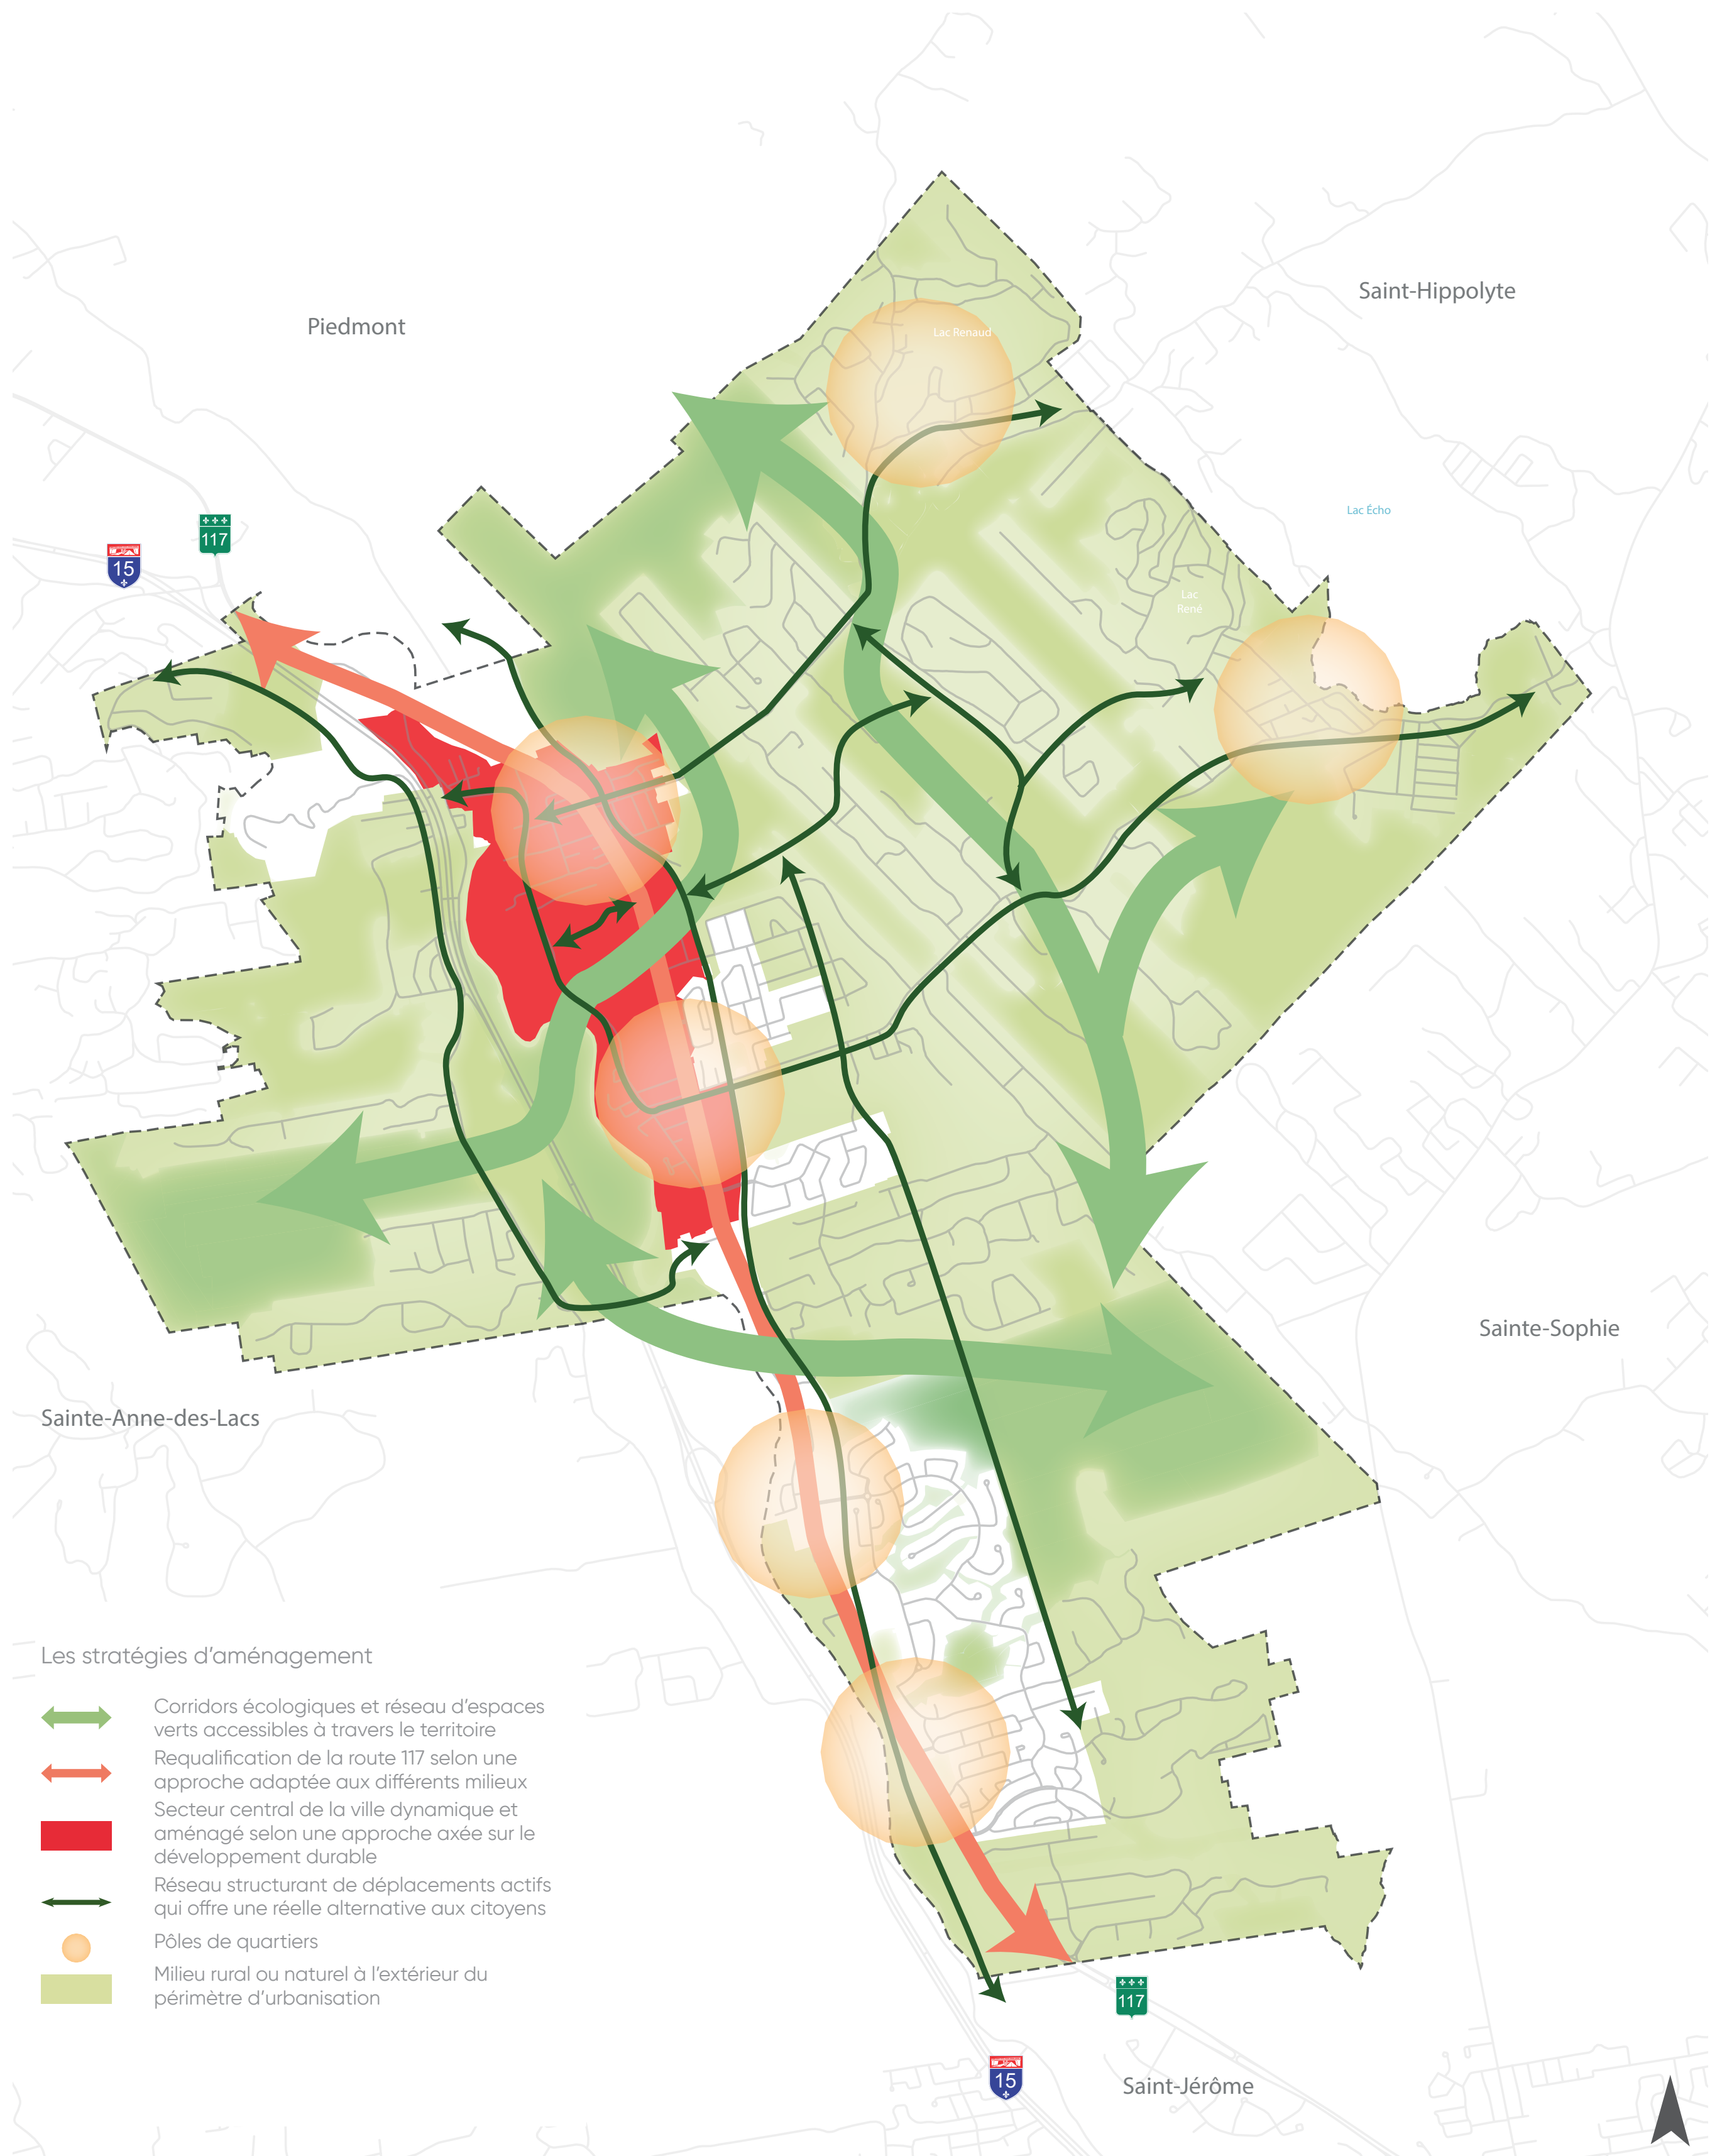 Saint-Hippolyte
Piedmont
Lac Renaud
Lac Écho
117
15
Lac
René
Sainte-Sophie
Sainte-Anne-des-Lacs
Les stratégies d'aménagement
Corridors écologiques et réseau d'espaces
verts accessibles à travers le territoire
Requalification de la route 117 selon une
approche adaptée aux différents milieux
Secteur central de la ville dynamique et
aménagé selon une approche axée sur le
développement durable
Réseau structurant de déplacements actifs
qui offre une réelle alternative aux citoyens
Pôles de quartiers
Milieu rural ou naturel à l'extérieur du
périmètre d'urbanisation
117
15
Saint-Jérôme